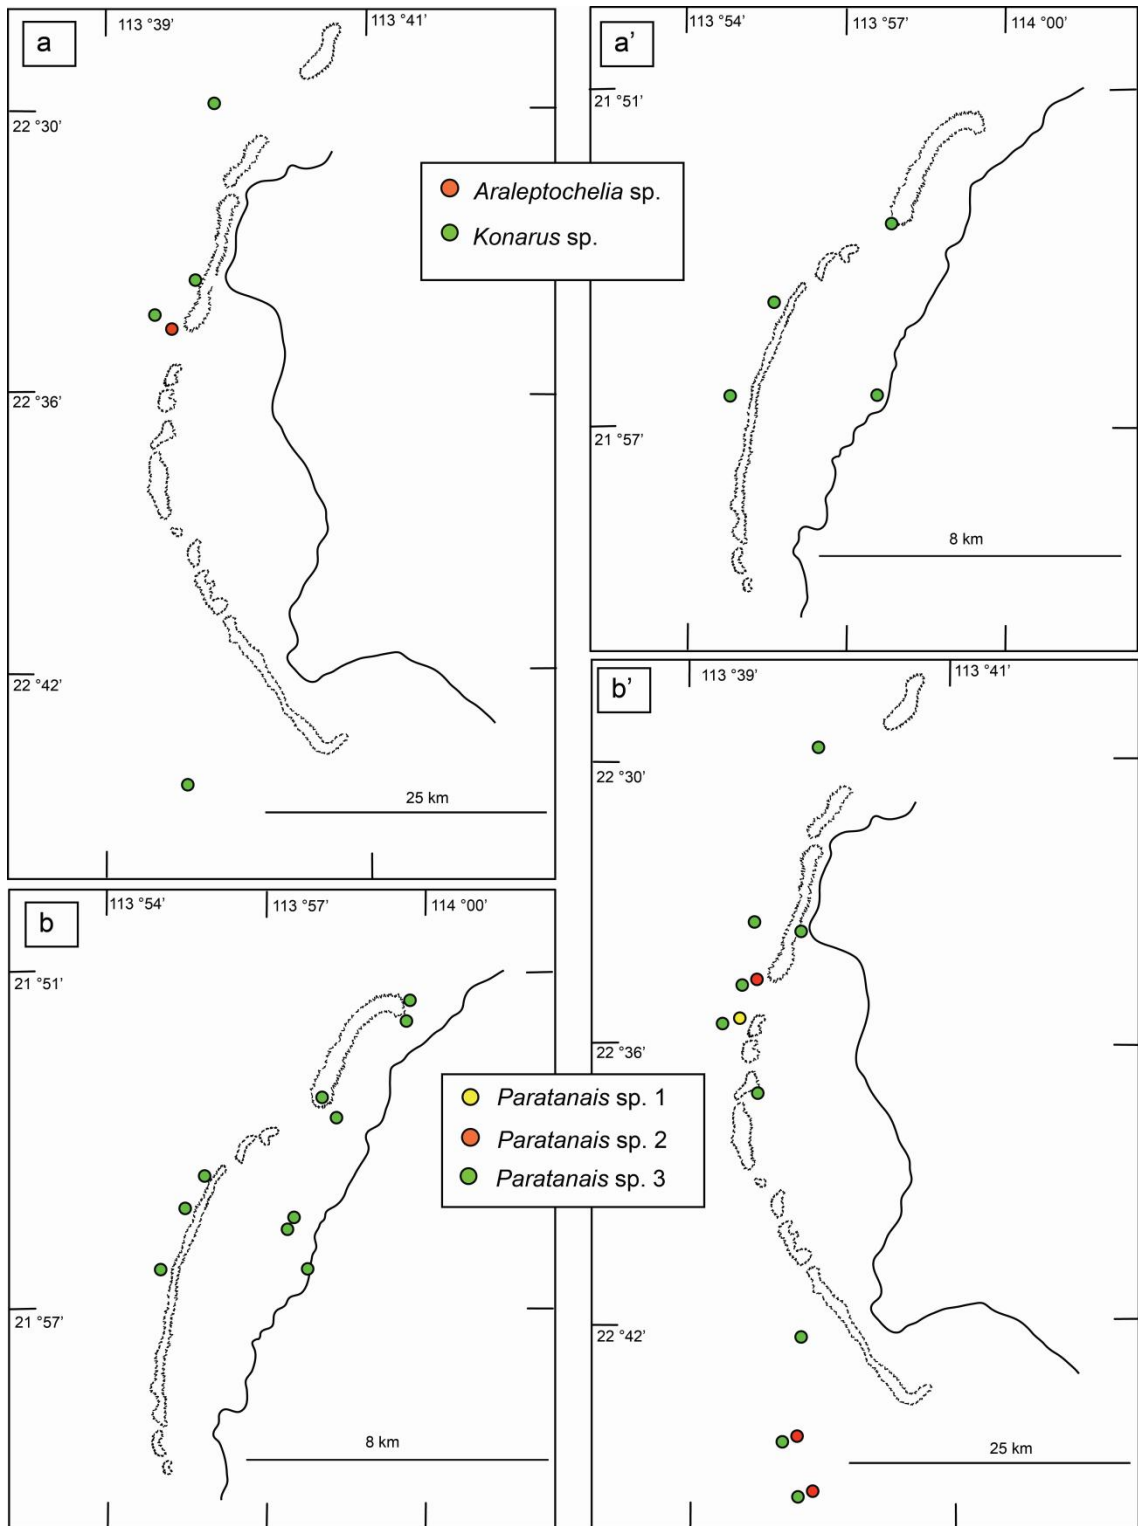 a
113 °39’
113 °41’
22 °30’
22 °36’
22 °42’
25 km
a’
113 °54’
113 °57’
114 °00’
21 °51’
21 °57’
8 km
Araleptochelia sp.
Konarus sp.
b
113 °54’
113 °57’
114 °00’
21 °51’
21 °57’
8 km
b’
113 °39’
113 °41’
22 °30’
22 °36’
22 °42’
25 km
Paratanais sp. 1
Paratanais sp. 2
Paratanais sp. 3